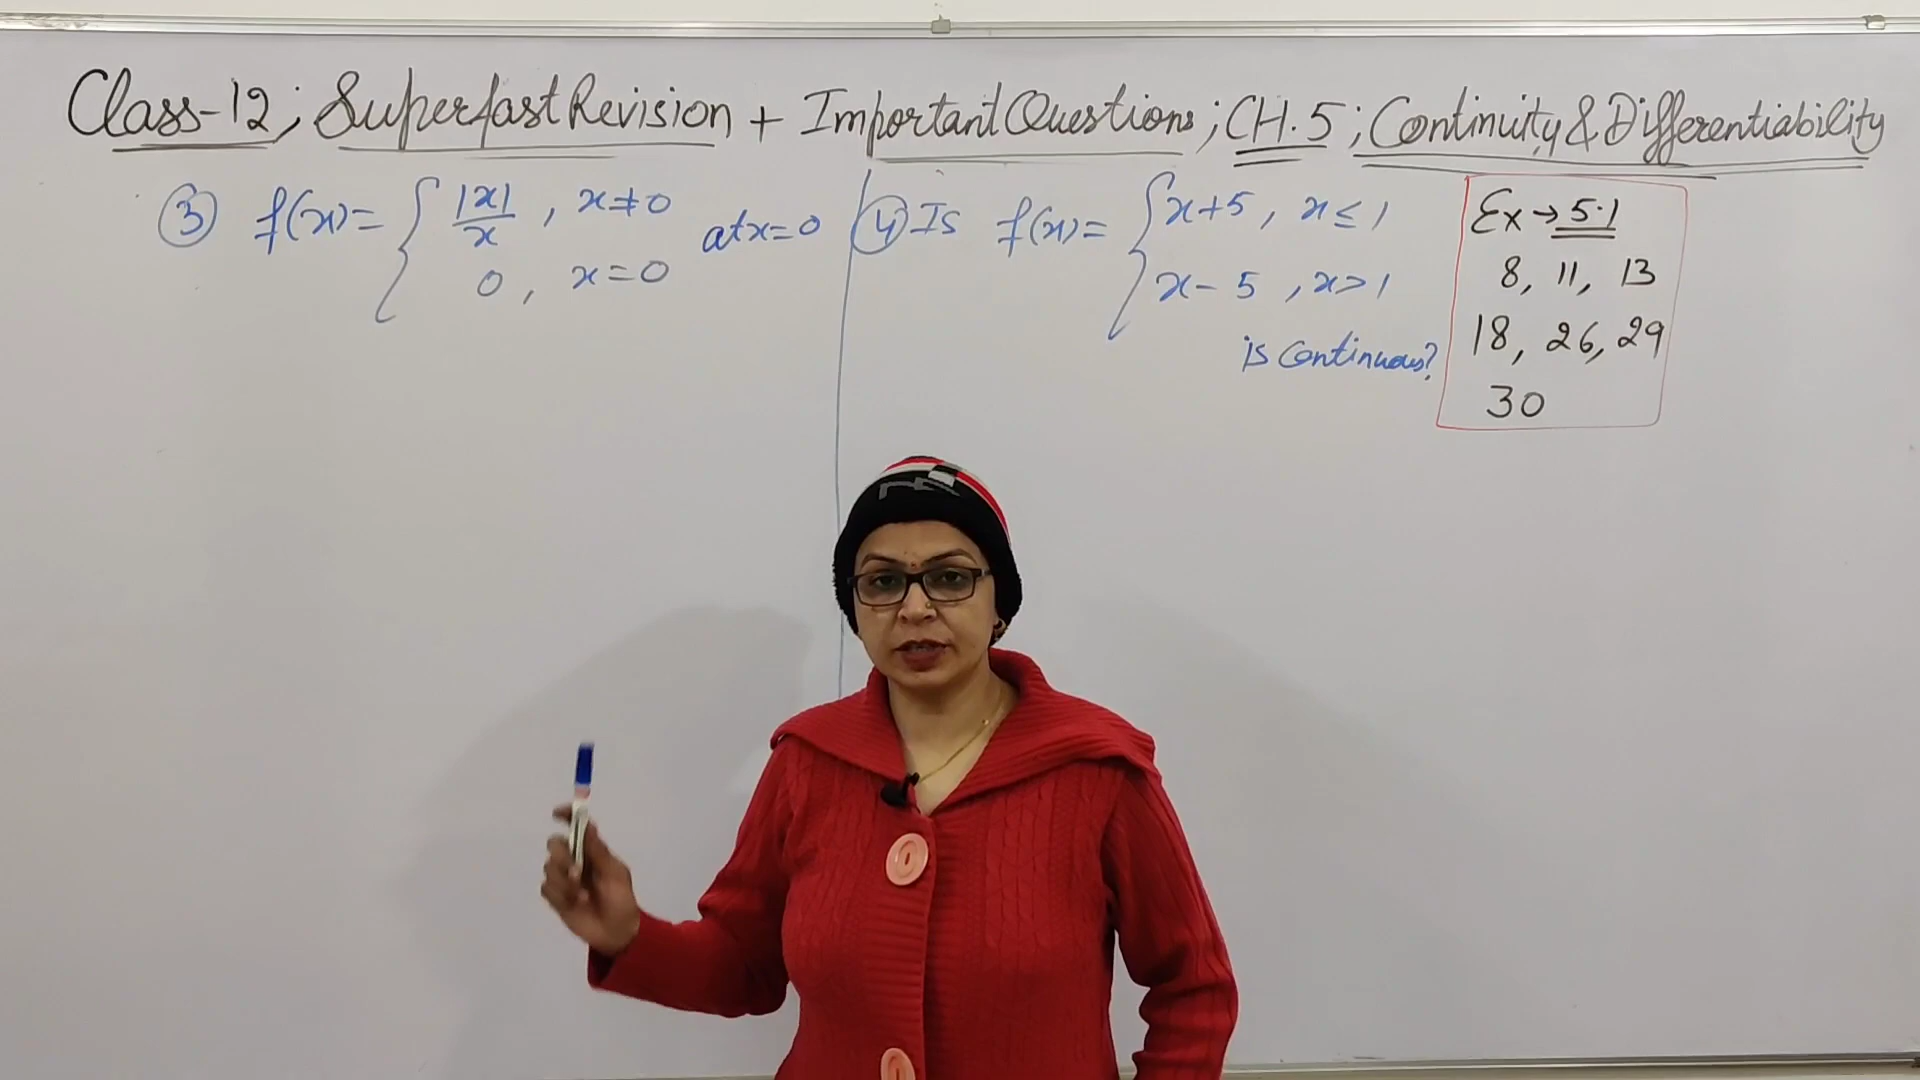 Class-12; Superfast Revision + Important Questions; CH.5; Continuity & Differentiability
③ f(x)= { |x|/x , x≠0
0 , x=0
at x=0
④ Is f(x)= { x+5, x≤1
x-5, x>1
is Continuous?
Ex→5.1
8, 11, 13
18, 26, 29
30